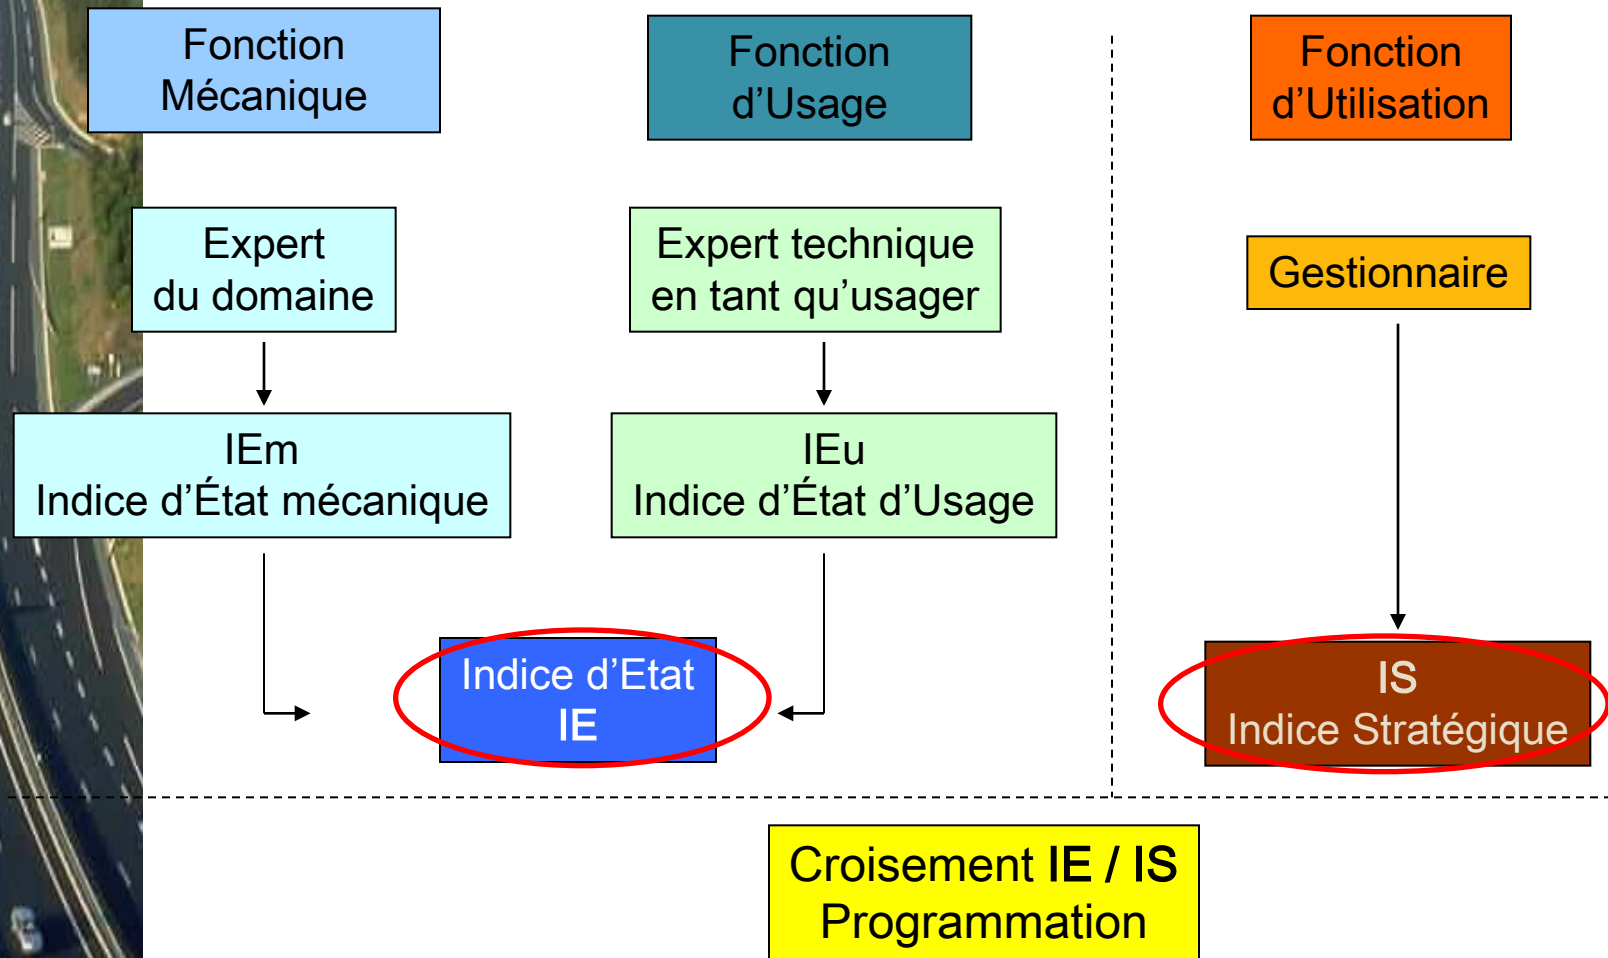 Fonction
Mécanique
Fonction
d’Usage
Fonction
d’Utilisation
Expert
du domaine
Expert technique
en tant qu’usager
Gestionnaire
IEm
Indice d’État mécanique
IEu
Indice d’État d’Usage
Indice d’Etat
IE
IS
Indice Stratégique
Croisement IE / IS
Programmation